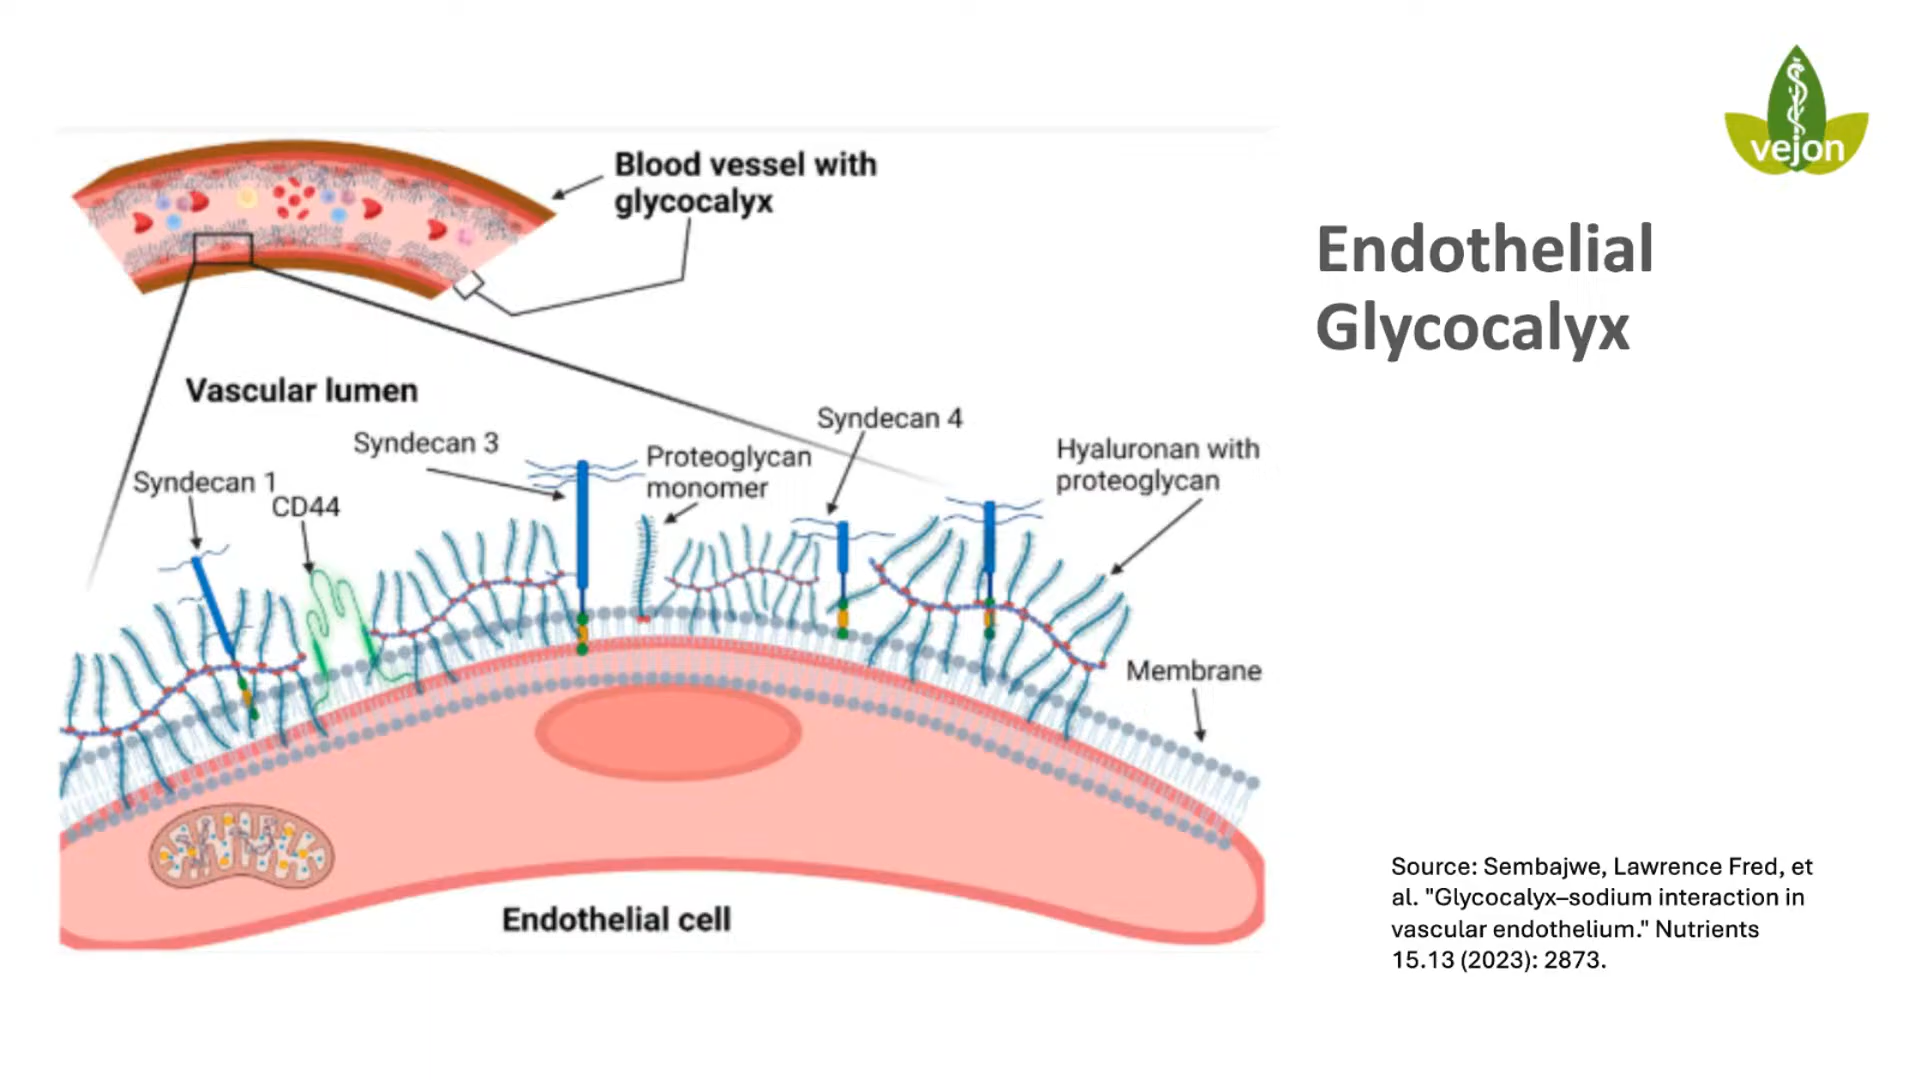 vejon
Endothelial
Glycocalyx
Blood vessel with
glycocalyx
Vascular lumen
Syndecan 1
CD44
Syndecan 3
Proteoglycan
monomer
Syndecan 4
Hyaluronan with
proteoglycan
Membrane
Endothelial cell
Source: Sembajwe, Lawrence Fred, et
al. "Glycocalyx–sodium interaction in
vascular endothelium." Nutrients
15.13 (2023): 2873.